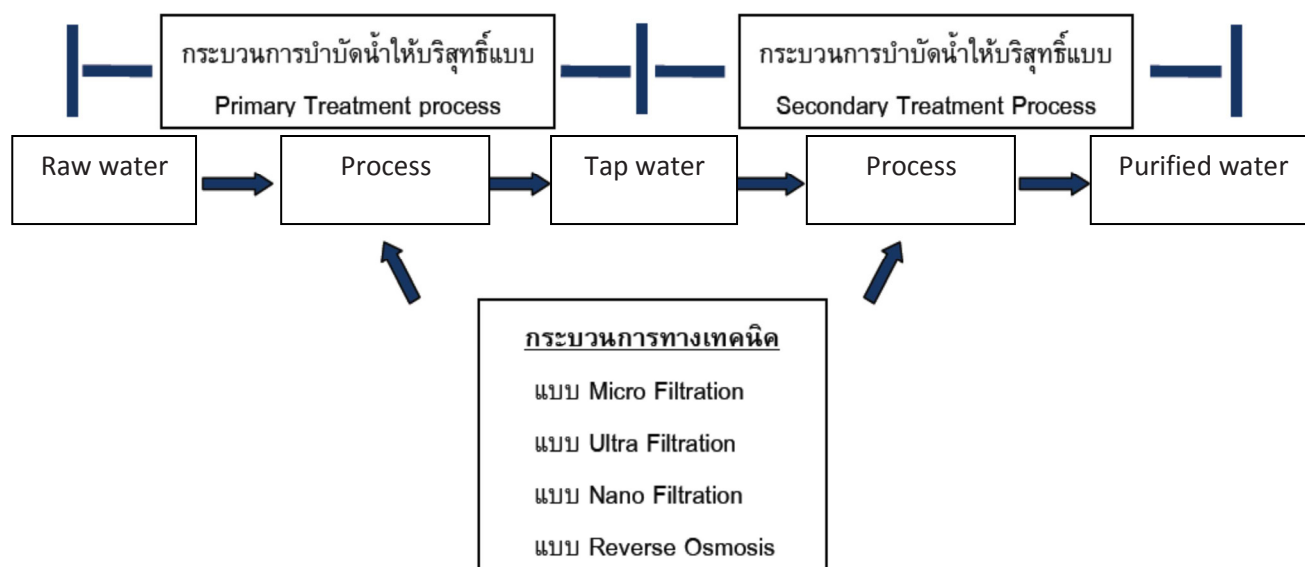 กระบวนการบำบัดน้ำให้บริสุทธิ์แบบ
Primary Treatment process
กระบวนการบำบัดน้ำให้บริสุทธิ์แบบ
Secondary Treatment Process
Raw water
Process
Tap water
Process
Purified water
กระบวนการทางเทคนิค
แบบ Micro Filtration
แบบ Ultra Filtration
แบบ Nano Filtration
แบบ Reverse Osmosis